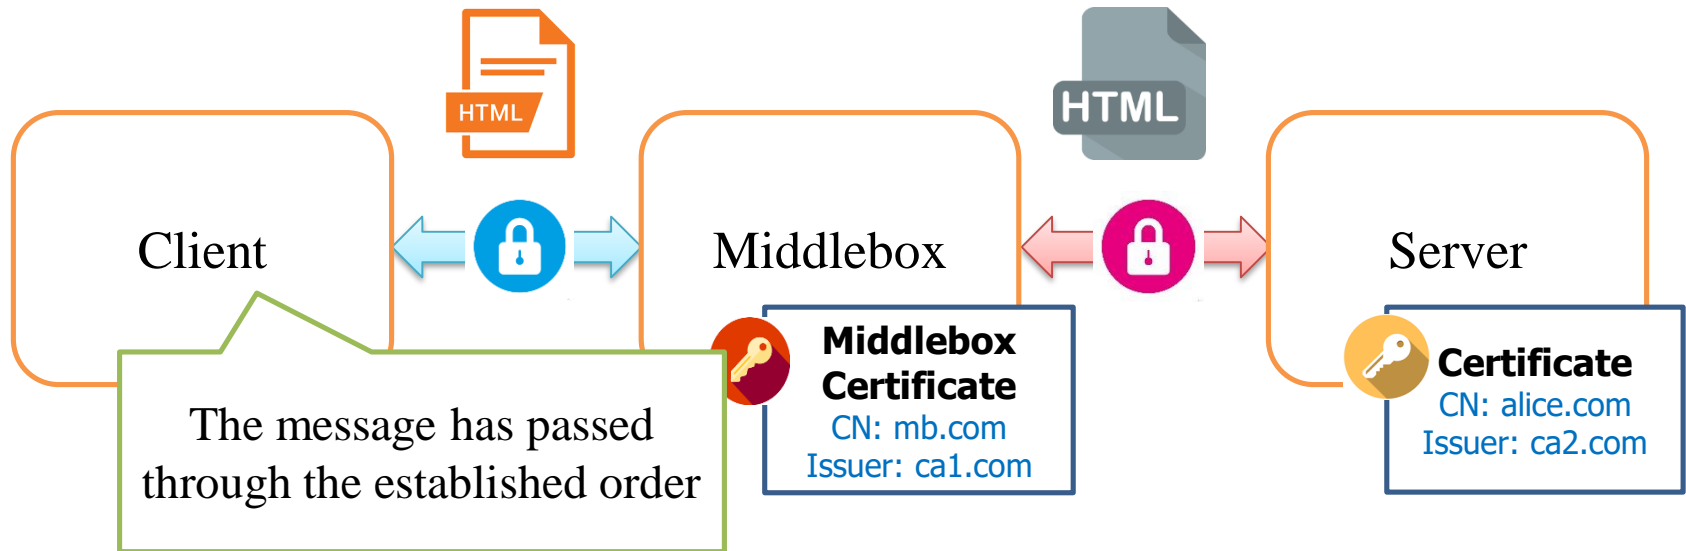 HTML
HTML
Client
Middlebox
Server
The message has passed
through the established order
Middlebox
Certificate
CN: mb.com
Issuer: ca1.com
Certificate
CN: alice.com
Issuer: ca2.com